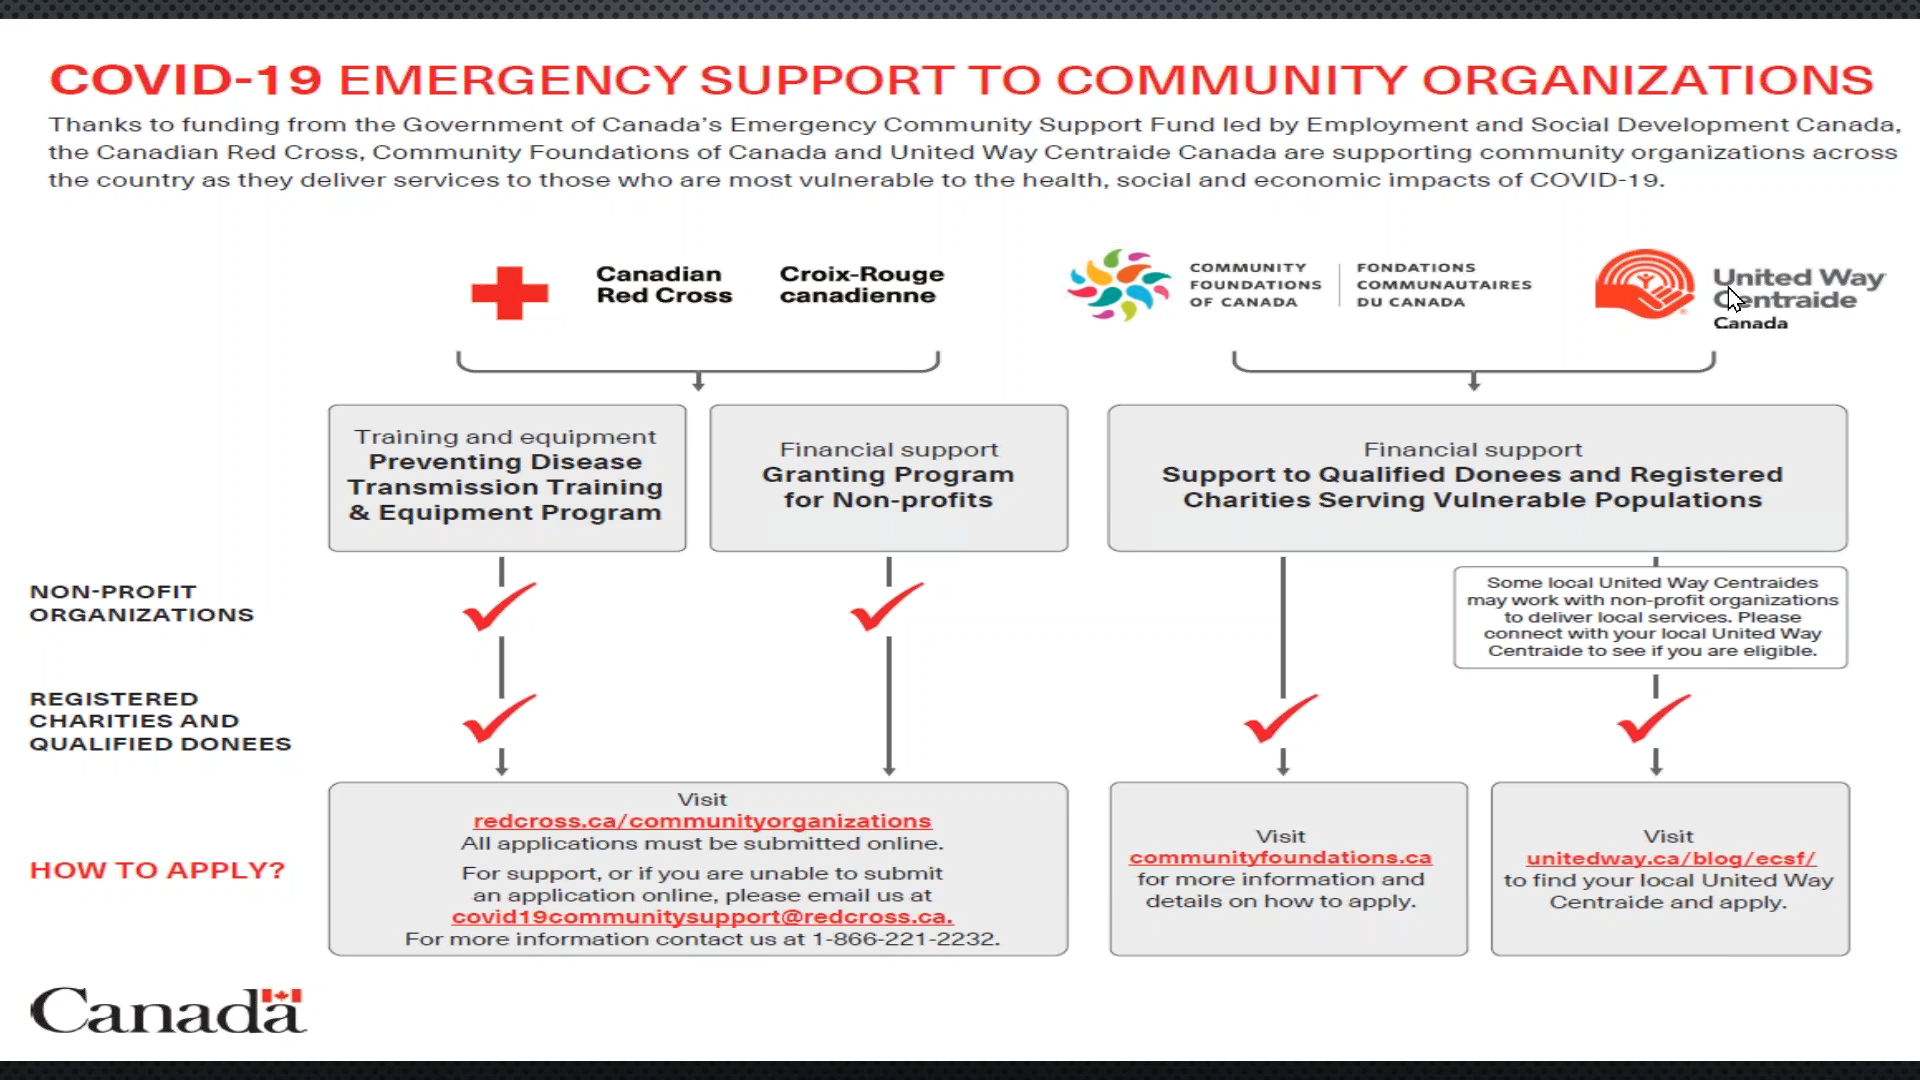 COVID-19 EMERGENCY SUPPORT TO COMMUNITY ORGANIZATIONS
Thanks to funding from the Government of Canada's Emergency Community Support Fund led by Employment and Social Development Canada,
the Canadian Red Cross, Community Foundations of Canada and United Way Centraide Canada are supporting community organizations across
the country as they deliver services to those who are most vulnerable to the health, social and economic impacts of COVID-19.
Canadian
Red Cross
Croix-Rouge
canadienne
COMMUNITY
FOUNDATIONS
OF CANADA
FONDATIONS
COMMUNAUTAIRES
DU CANADA
United Way
Centraide
Canada
Training and equipment
Preventing Disease
Transmission Training
& Equipment Program
Financial support
Granting Program
for Non-profits
Financial support
Support to Qualified Donees and Registered
Charities Serving Vulnerable Populations
NON-PROFIT
ORGANIZATIONS
Some local United Way Centraides
may work with non-profit organizations
to deliver local services. Please
connect with your local United Way
Centraide to see if you are eligible.
REGISTERED
CHARITIES AND
QUALIFIED DONEES
HOW TO APPLY?
Visit
redcross.ca/communityorganizations
All applications must be submitted online.
For support, or if you are unable to submit
an application online, please email us at
covid19communitysupport@redcross.ca.
For more information contact us at 1-866-221-2232.
Visit
communityfoundations.ca
for more information and
details on how to apply.
Visit
unitedway.ca/blog/ecsf/
to find your local United Way
Centraide and apply.
Canada